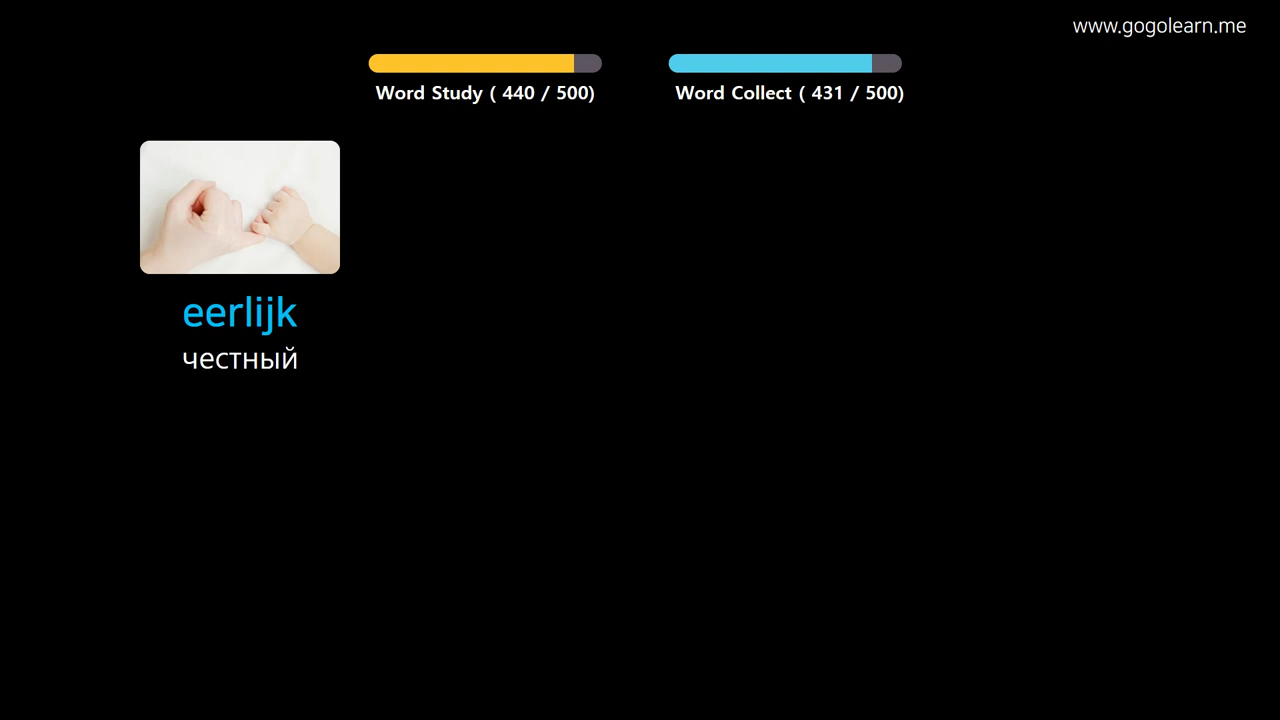 www.gogolearn.me
Word Study ( 440 / 500)
Word Collect ( 431 / 500)
eerlijk
честный